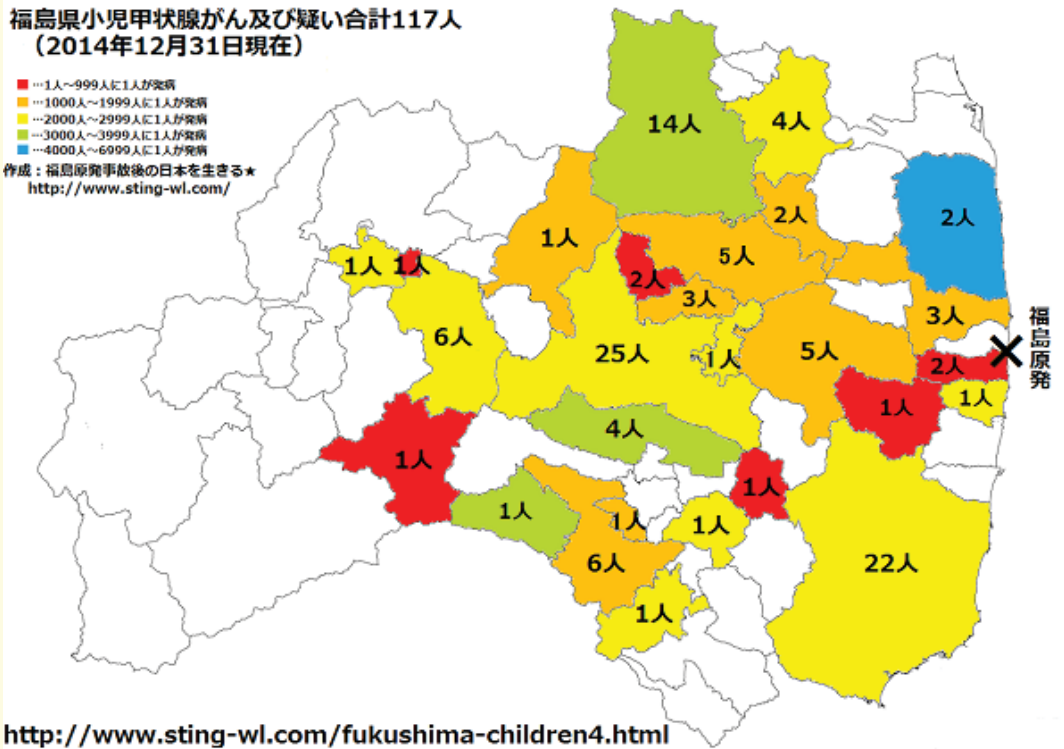 福島県小児甲状腺がん及び疑い合計117人
（2014年12月31日現在）
■…1人～999人に1人が発病
■…1000人～1999人に1人が発病
■…2000人～2999人に1人が発病
■…3000人～3999人に1人が発病
■…4000人～6999人に1人が発病
作成：福島原発事故後の日本を生きる★
http://www.sting-wl.com/
14人
4人
2人
2人
1人
5人
1人
1人
2人
3人
3人
福島原発
6人
25人
1人
5人
2人
1人
1人
4人
1人
1人
1人
1人
1人
6人
22人
1人
http://www.sting-wl.com/fukushima-children4.html